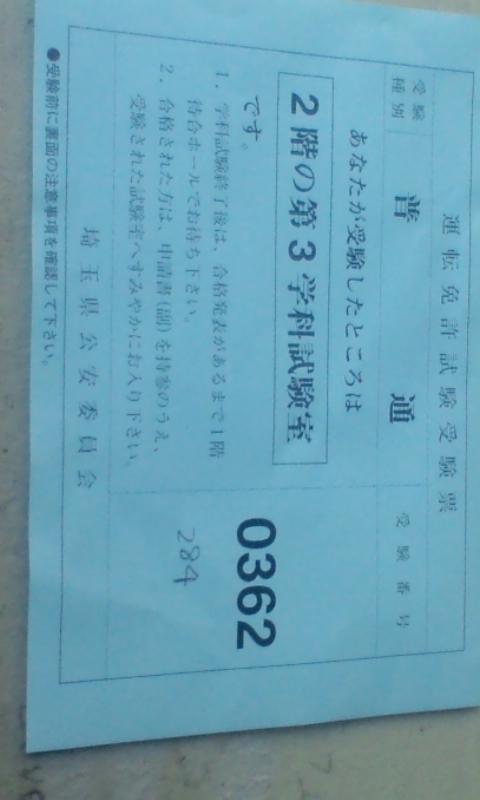 運転免許試験受験票
受験種別
普通
受験番号
あなたが受験したところは
2階の第3学科試験室
です。
0362
284
1、学科試験終了後は、合格発表があるまで1階
待合ホールでお待ち下さい。
2、合格された方は、申請書(副)を持参のうえ、
受験された試験室へすみやかにお入り下さい。
埼玉県公安委員会
●受験前に裏面の注意事項を確認して下さい。